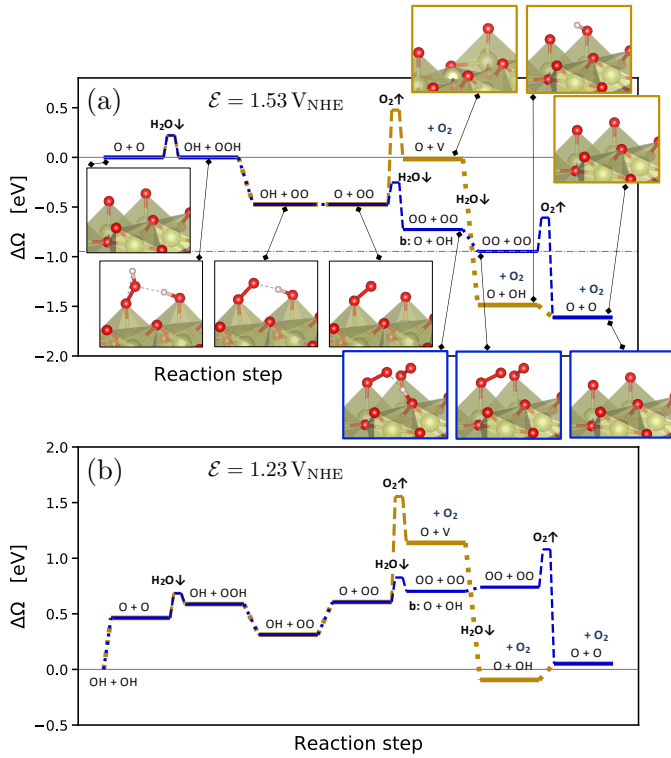 (a)
ℰ = 1.53 V_NHE
O₂↑
+ O₂
O + V
H₂O↓
O + O
OH + OOH
OH + OO
O + OO
H₂O↓
H₂O↓
O₂↑
OO + OO
b: O + OH
OO + OO
+ O₂
O + OH
+ O₂
O + O
0.5
0.0
−0.5
−1.0
−1.5
−2.0
ΔΩ [eV]
Reaction step
(b)
ℰ = 1.23 V_NHE
O₂↑
+ O₂
O + V
H₂O↓
O₂↑
H₂O↓
O + O
OH + OOH
OH + OO
O + OO
OO + OO
b: O + OH
OO + OO
H₂O↓
+ O₂
O + OH
+ O₂
O + O
OH + OH
2.0
1.5
1.0
0.5
0.0
−0.5
ΔΩ [eV]
Reaction step